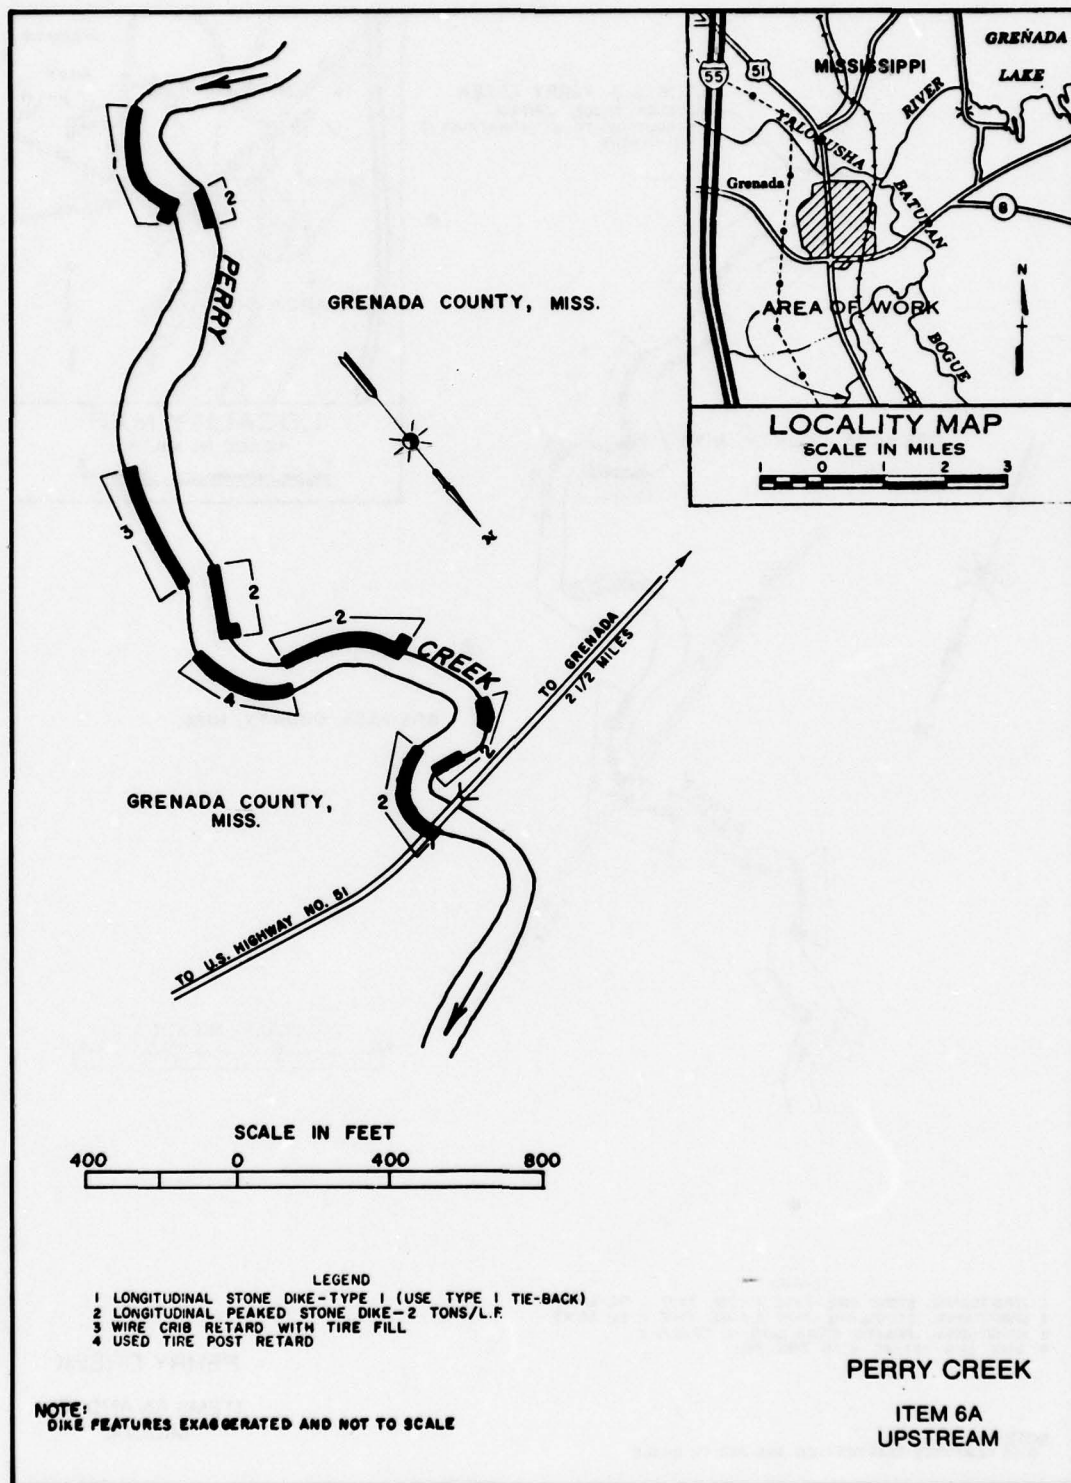 GRENADA
LAKE
MISSISSIPPI
55
51
RIVER
YALOBUSHA
Grenada
BATUPAN
8
N
AREA OF WORK
BOGUE
LOCALITY MAP
SCALE IN MILES
1 0 1 2 3
1
2
PERRY
GRENADA COUNTY, MISS.
N
3
2
2
CREEK
4
2
2
TO GRENADA
2 1/2 MILES
GRENADA COUNTY,
MISS.
TO U.S. HIGHWAY NO. 51
SCALE IN FEET
400 0 400 800
LEGEND
1 LONGITUDINAL STONE DIKE-TYPE 1 (USE TYPE 1 TIE-BACK)
2 LONGITUDINAL PEAKED STONE DIKE-2 TONS/L.F.
3 WIRE CRIB RETARD WITH TIRE FILL
4 USED TIRE POST RETARD
NOTE:
DIKE FEATURES EXAGGERATED AND NOT TO SCALE
PERRY CREEK
ITEM 6A
UPSTREAM